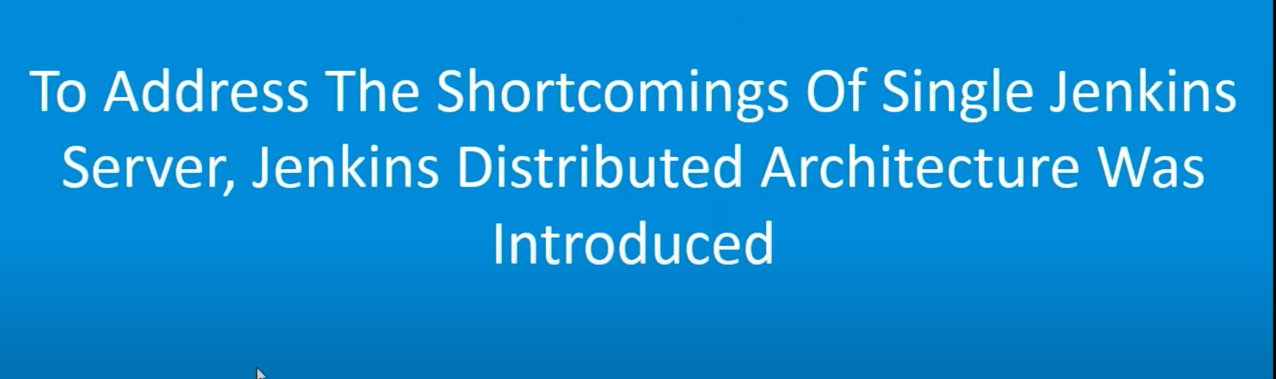 To Address The Shortcomings Of Single Jenkins
Server, Jenkins Distributed Architecture Was
Introduced